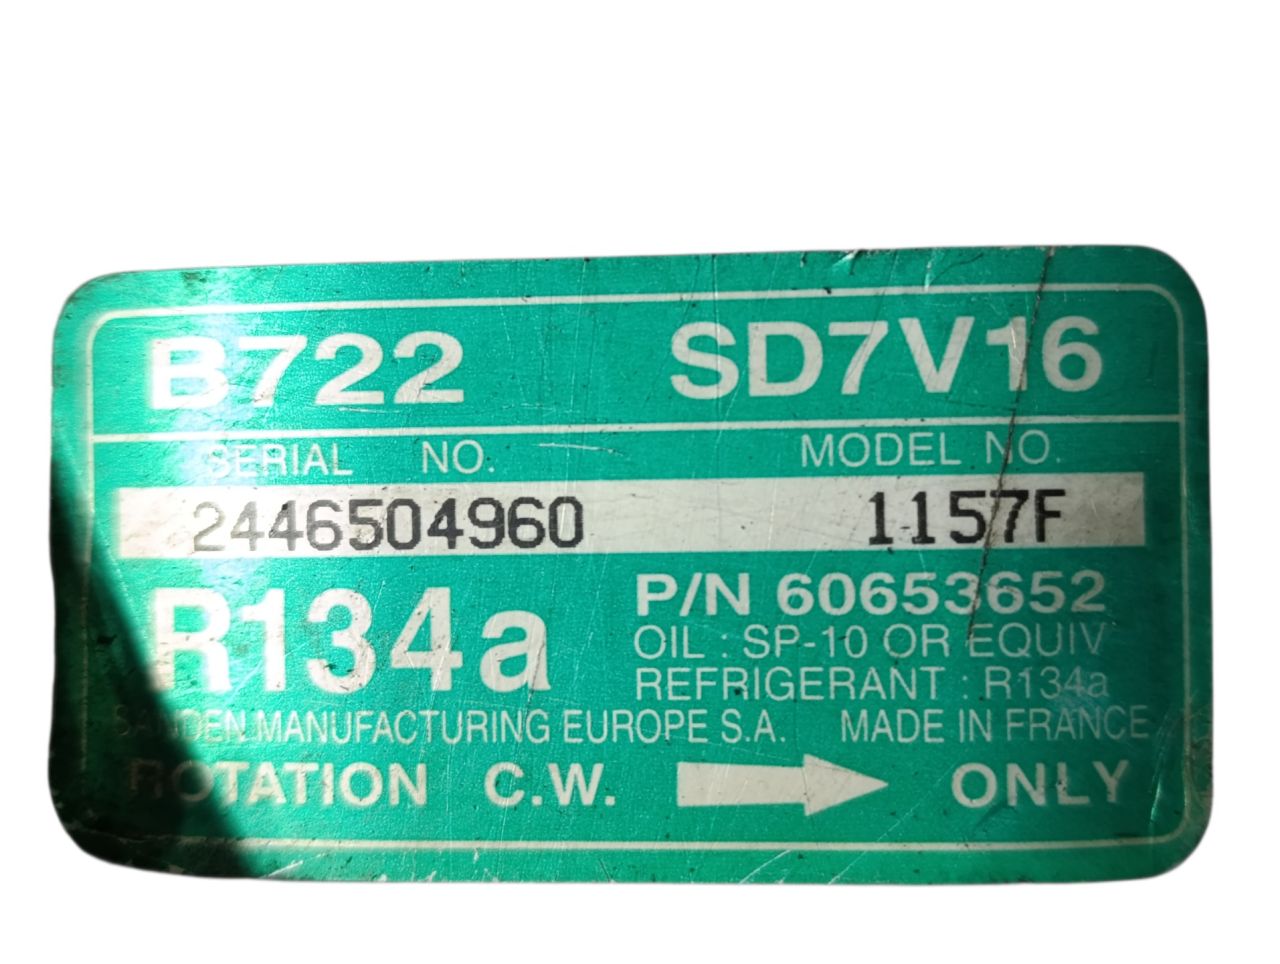 B722 SD7V16
SERIAL NO. MODEL NO.
2446504960 1157F
R134a P/N 60653652
OIL : SP-10 OR EQUIV
REFRIGERANT : R134a
SANDEN MANUFACTURING EUROPE S.A. MADE IN FRANCE
ROTATION C.W. ONLY